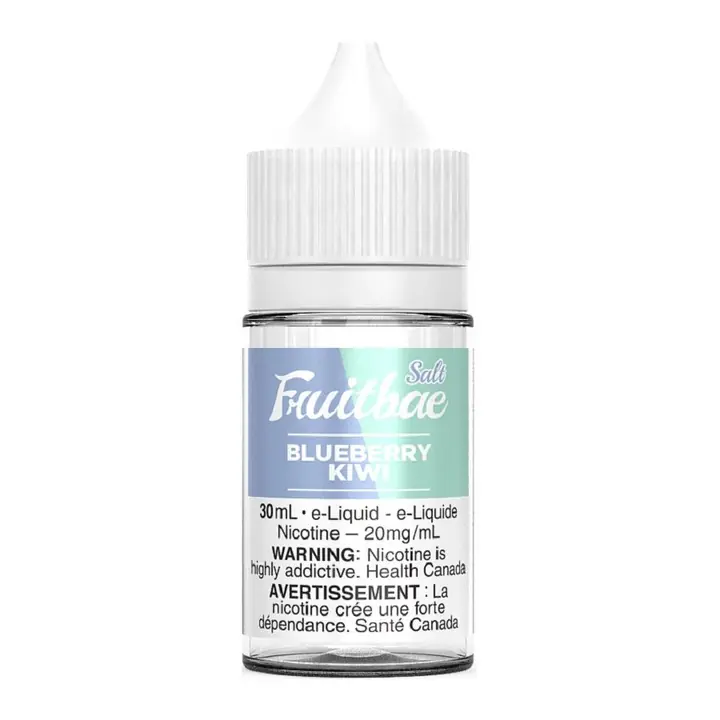 Salt
Fruitbae
BLUEBERRY
KIWI
30mL • e-Liquid - e-Liquide
Nicotine – 20mg/mL
WARNING: Nicotine is
highly addictive. Health Canada
AVERTISSEMENT : La
nicotine crée une forte
dépendance. Santé Canada